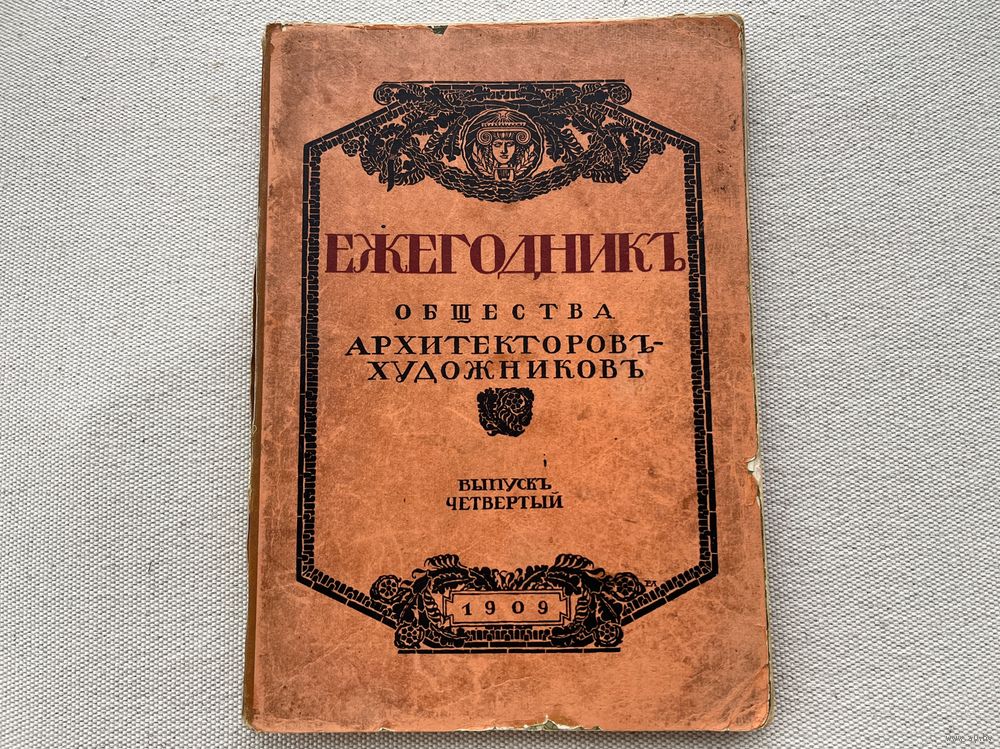 ЕЖЕГОДНИКЪ
ОБЩЕСТВА
АРХИТЕКТОРОВЪ-
ХУДОЖНИКОВЪ
ВЫПУСКЪ
ЧЕТВЕРТЫЙ
1909